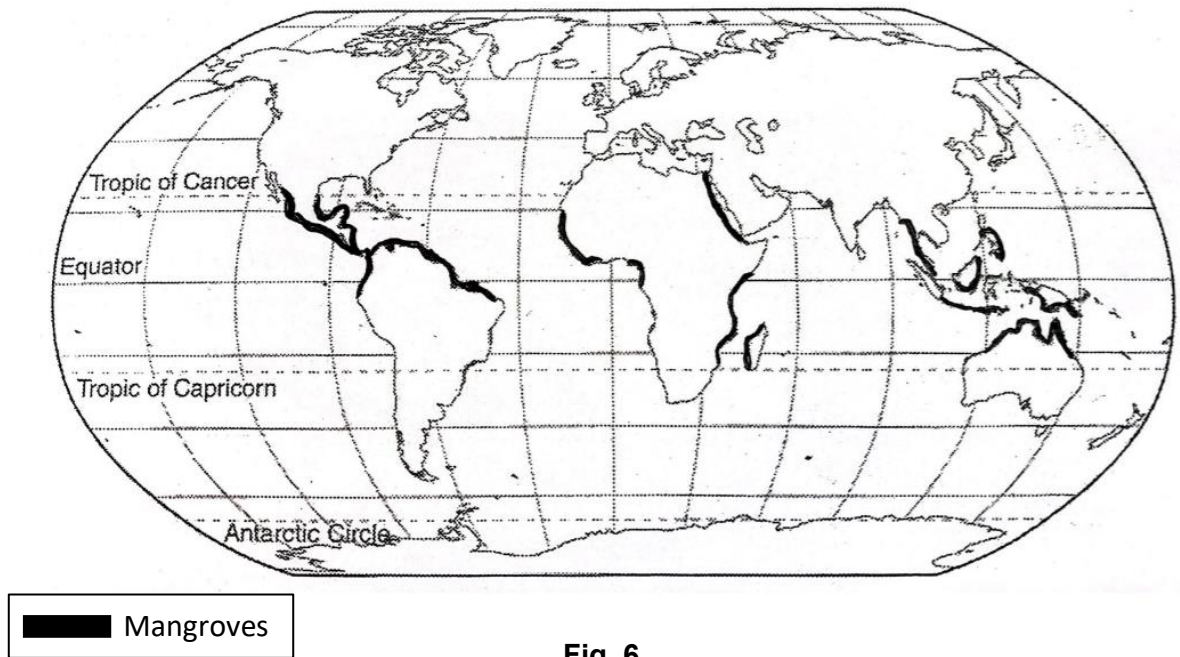 Tropic of Cancer
Equator
Tropic of Capricorn
Antarctic Circle
Mangroves
Fig. 6